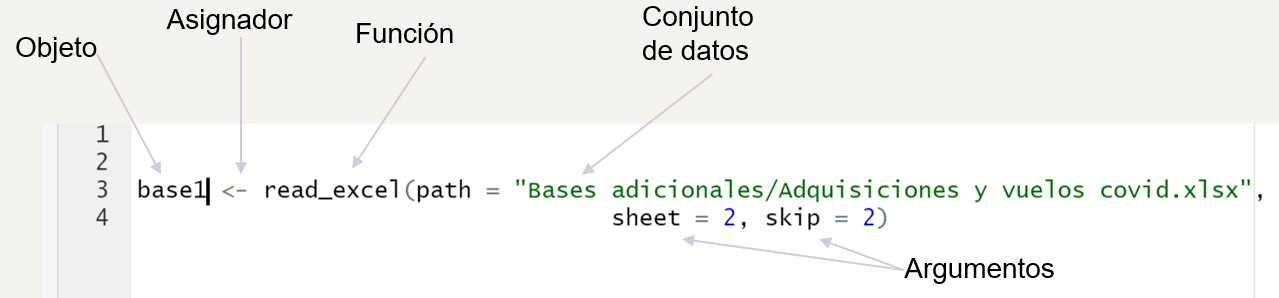 Objeto
Asignador
Función
Conjunto
de datos
1
2
3 base1 <- read_excel(path = "Bases adicionales/Adquisiciones y vuelos covid.xlsx",
4 sheet = 2, skip = 2)
Argumentos